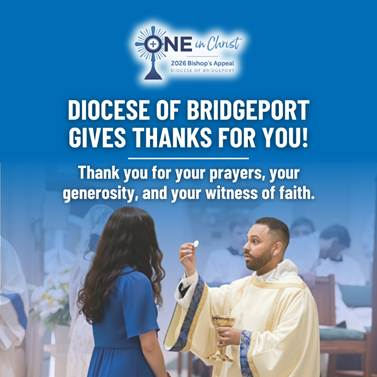 ONE in Christ
2026 Bishop's Appeal
DIOCESE OF BRIDGEPORT
DIOCESE OF BRIDGEPORT
GIVES THANKS FOR YOU!
Thank you for your prayers, your
generosity, and your witness of faith.